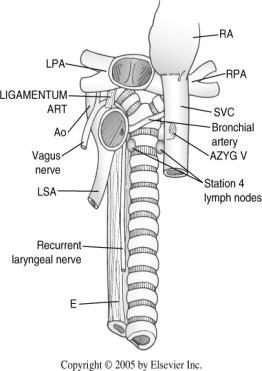 RA
LPA
RPA
LIGAMENTUM
ART
SVC
Ao
Bronchial
artery
AZYG V
Vagus
nerve
LSA
Station 4
lymph nodes
Recurrent
laryngeal nerve
E
Copyright © 2005 by Elsevier Inc.